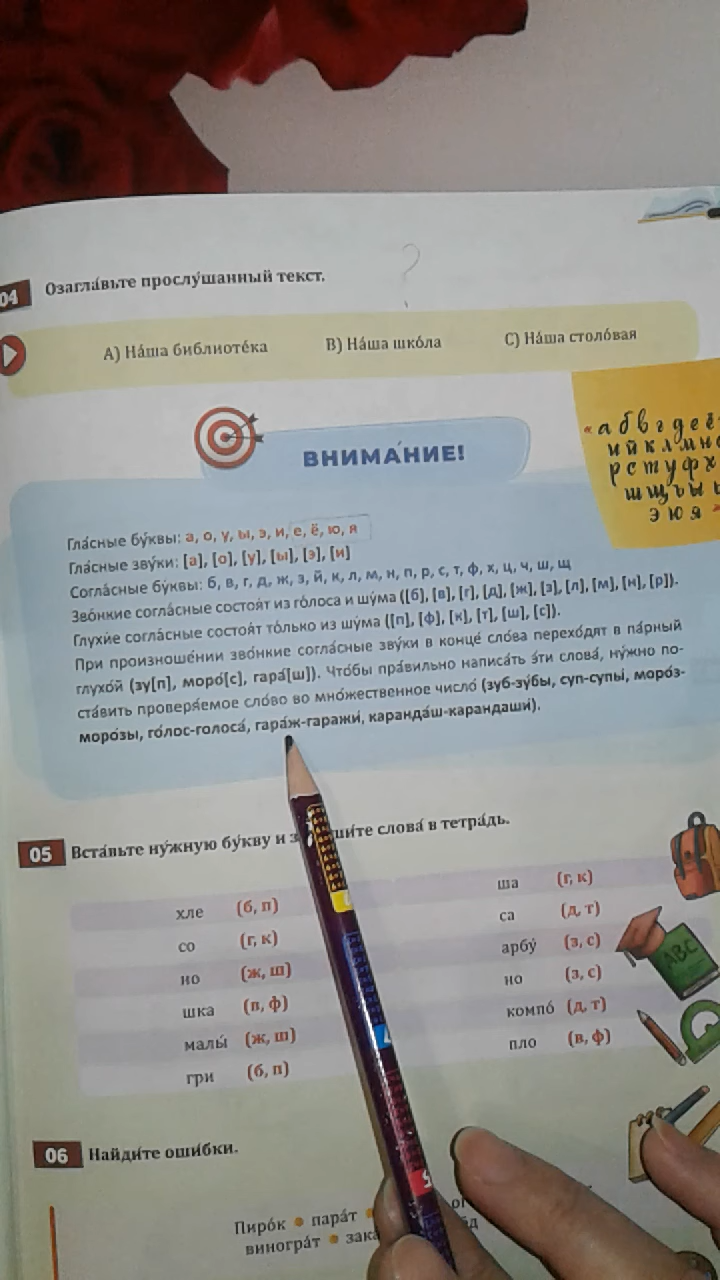 04 Озагла́вьте прослу́шанный текст.
?
А) На́ша библиоте́ка В) На́ша шко́ла С) На́ша столо́вая
«а б в г д е ё
и й к л м н о
р с т у ф х
ш щ ъ ы ь
э ю я»
ВНИМА́НИЕ!
Гла́сные бу́квы: а, о, у, ы, э, и, е, ё, ю, я
Гла́сные зву́ки: [а], [о], [у], [ы], [э], [и]
Согла́сные бу́квы: б, в, г, д, ж, з, й, к, л, м, н, п, р, с, т, ф, х, ц, ч, ш, щ
Зво́нкие согла́сные состоя́т из го́лоса и шу́ма ([б], [в], [г], [д], [ж], [з], [л], [м], [н], [р]).
Глухи́е согла́сные состоя́т то́лько из шу́ма ([п], [ф], [к], [т], [ш], [с]).
При произноше́нии зво́нкие согла́сные зву́ки в конце́ сло́ва перехо́дят в па́рный
глухо́й (зу[п], моро́[с], гара́[ш]). Что́бы пра́вильно написа́ть э́ти слова́, ну́жно по-
ста́вить проверя́емое сло́во во мно́жественное число́ (зуб-зу́бы, суп-супы́, моро́з-
моро́зы, го́лос-голоса́, гара́ж-гаражи́, каранда́ш-карандаши́).
05 Вста́вьте ну́жную бу́кву и з шите слова́ в тетра́дь.
хле (б, п) ша (г, к)
со (г, к) са (д, т)
но (ж, ш) арбу́ (з, с)
шка (в, ф) но (з, с)
малы́ (ж, ш) компо́ (д, т)
гри (б, п) пло (в, ф)
ABC
06 Найди́те оши́бки.
Пиро́к • пара́т •
виногра́т • зака